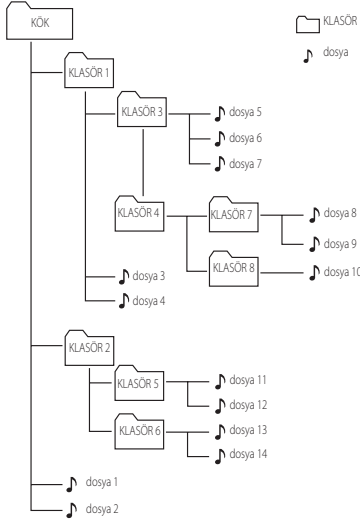 KÖK
KLASÖR
dosya
KLASÖR 1
KLASÖR 3
dosya 5
dosya 6
dosya 7
KLASÖR 4
KLASÖR 7
dosya 8
dosya 9
KLASÖR 8
dosya 10
dosya 3
dosya 4
KLASÖR 2
KLASÖR 5
dosya 11
dosya 12
KLASÖR 6
dosya 13
dosya 14
dosya 1
dosya 2